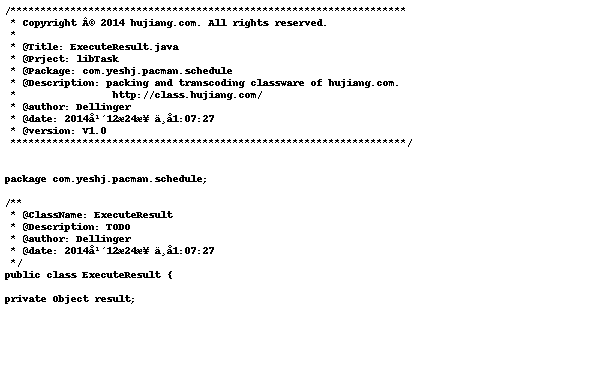 /******************************************************************
* Copyright Â© 2014 hujiang.com. All rights reserved.
*
* @Title: ExecuteResult.java
* @Prject: libTask
* @Package: com.yeshj.pacman.schedule
* @Description: packing and transcoding classware of hujiang.com.
* http://class.hujiang.com/
* @author: Dellinger
* @date: 2014å¹´12æ24æ¥ ä¸å1:07:27
* @version: V1.0
******************************************************************/
package com.yeshj.pacman.schedule;
/**
* @ClassName: ExecuteResult
* @Description: TODO
* @author: Dellinger
* @date: 2014å¹´12æ24æ¥ ä¸å1:07:27
*/
public class ExecuteResult {
private Object result;